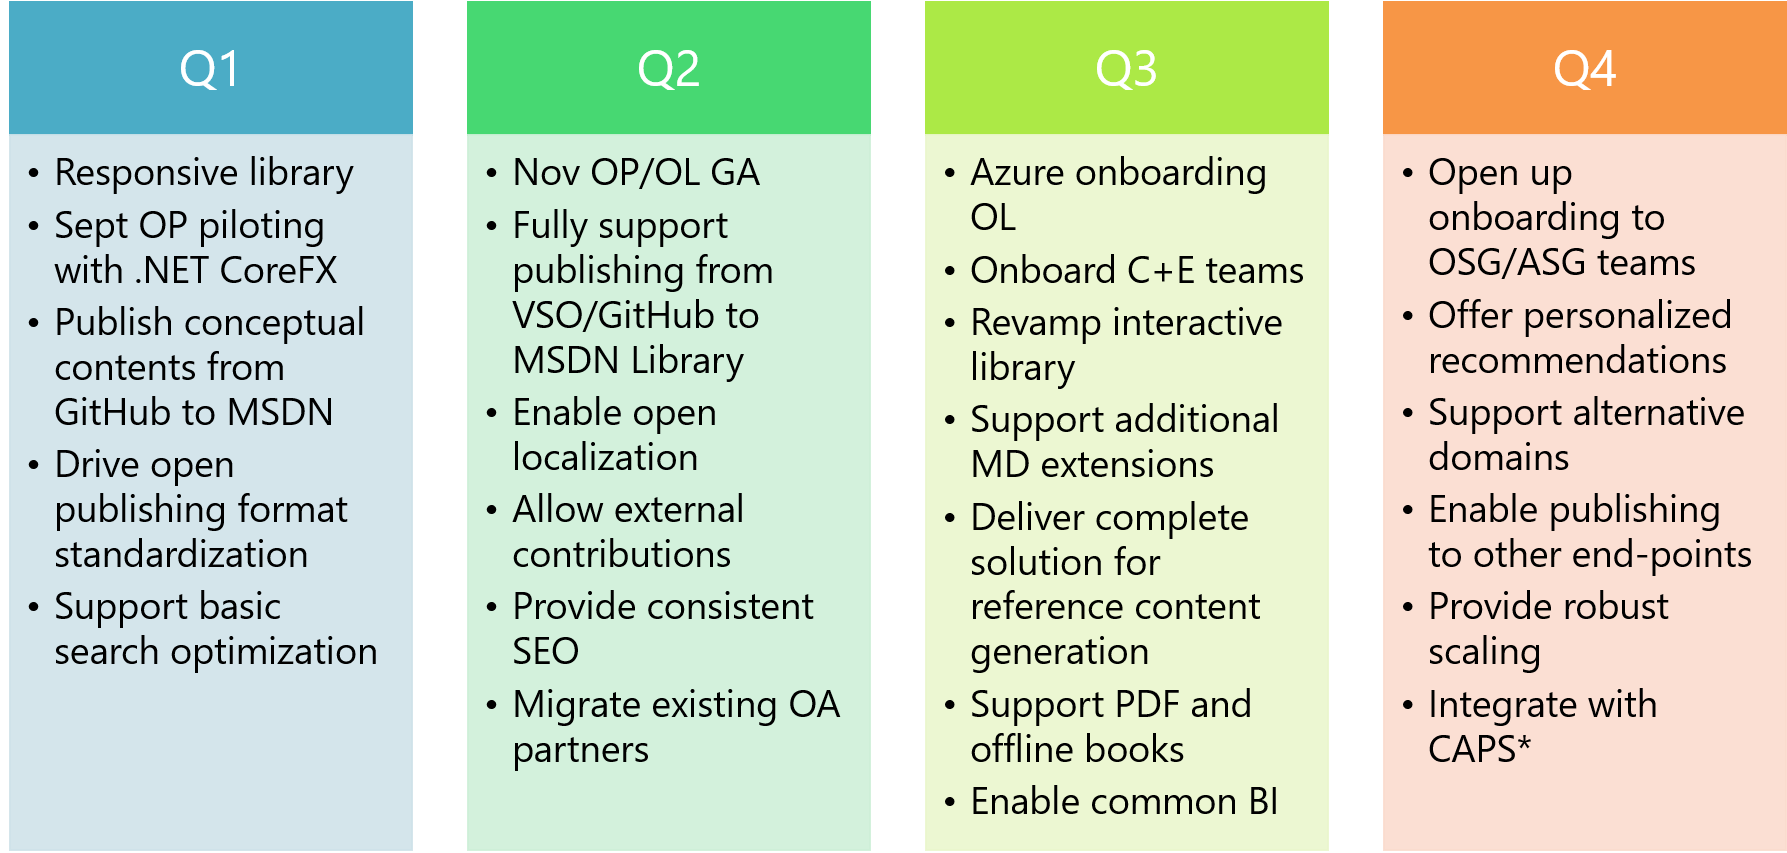 Q1
• Responsive library
• Sept OP piloting
with .NET CoreFX
• Publish conceptual
contents from
GitHub to MSDN
• Drive open
publishing format
standardization
• Support basic
search optimization
Q2
• Nov OP/OL GA
• Fully support
publishing from
VSO/GitHub to
MSDN Library
• Enable open
localization
• Allow external
contributions
• Provide consistent
SEO
• Migrate existing OA
partners
Q3
• Azure onboarding
OL
• Onboard C+E teams
• Revamp interactive
library
• Support additional
MD extensions
• Deliver complete
solution for
reference content
generation
• Support PDF and
offline books
• Enable common BI
Q4
• Open up
onboarding to
OSG/ASG teams
• Offer personalized
recommendations
• Support alternative
domains
• Enable publishing
to other end-points
• Provide robust
scaling
• Integrate with
CAPS*